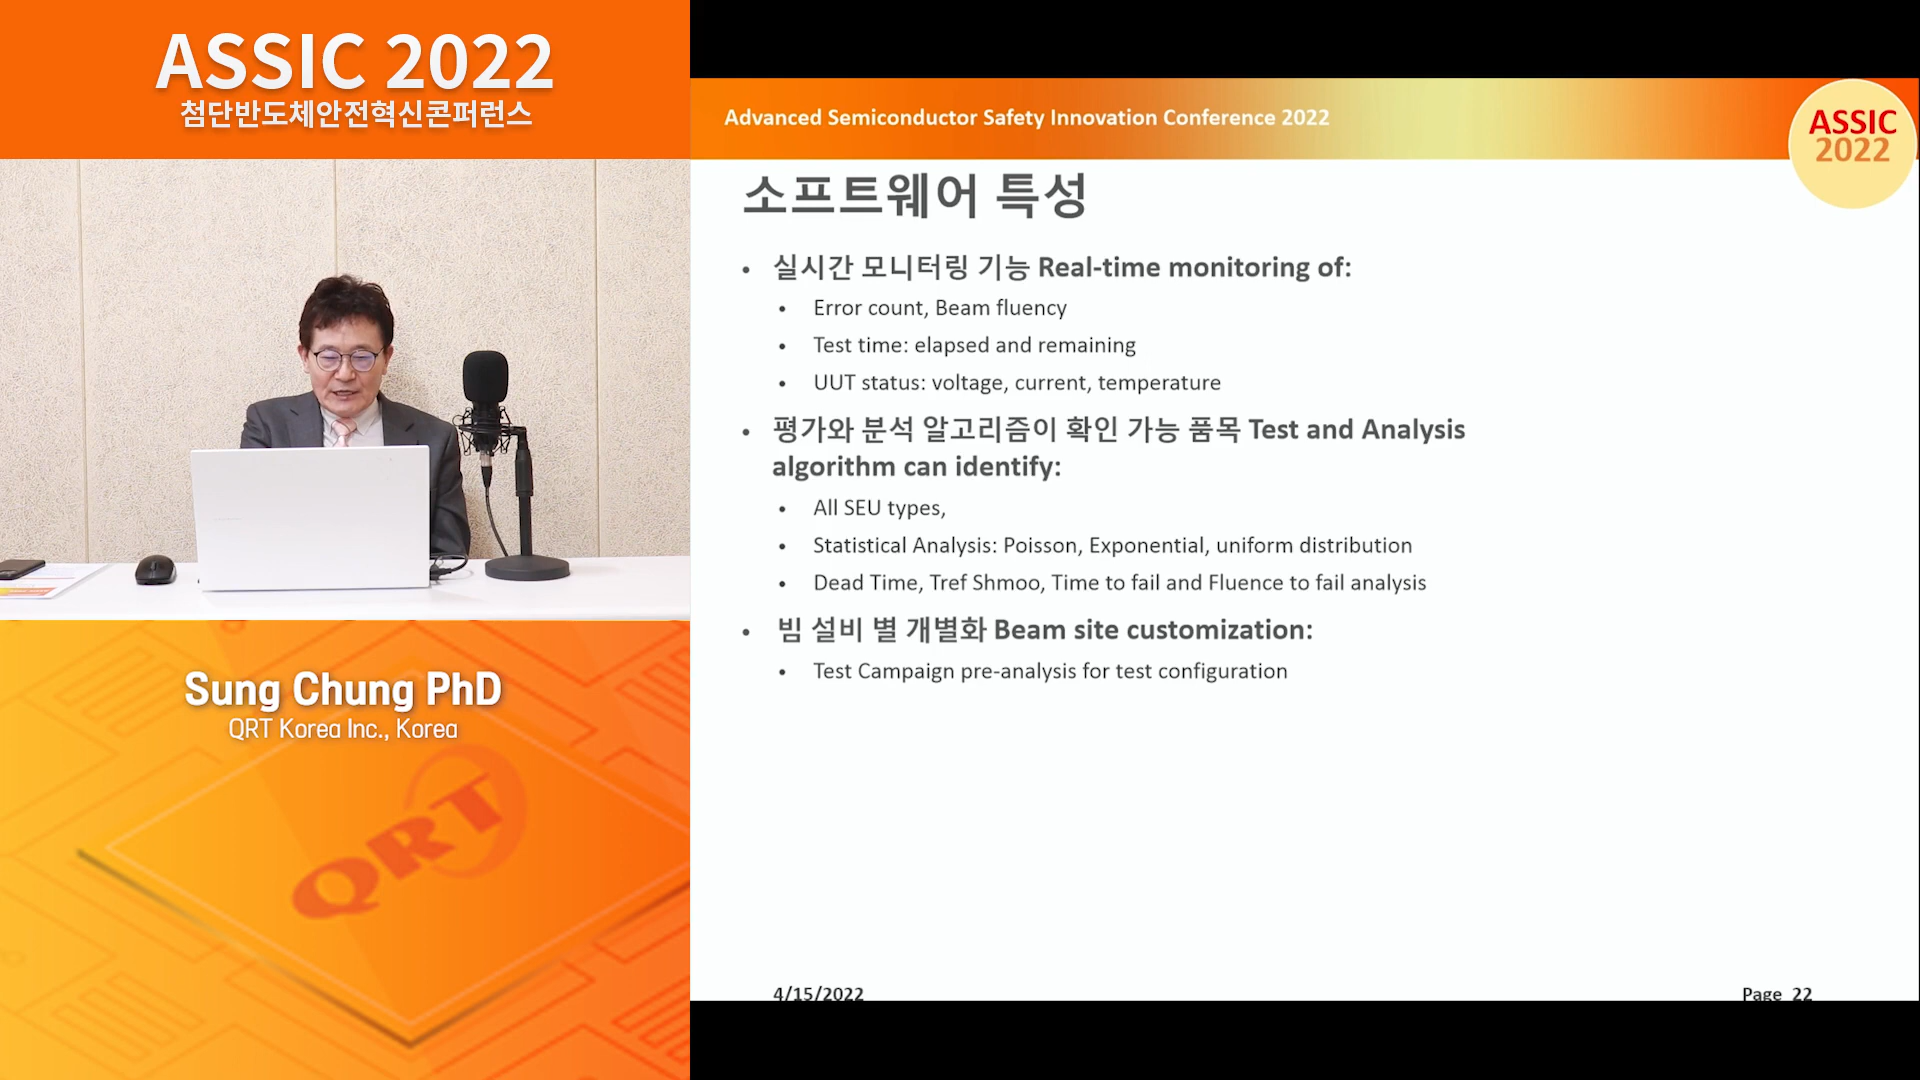 ASSIC 2022
첨단반도체안전혁신콘퍼런스
Sung Chung PhD
QRT Korea Inc., Korea
QRT
Advanced Semiconductor Safety Innovation Conference 2022
ASSIC
2022
소프트웨어 특성
• 실시간 모니터링 기능 Real-time monitoring of:
• Error count, Beam fluency
• Test time: elapsed and remaining
• UUT status: voltage, current, temperature
• 평가와 분석 알고리즘이 확인 가능 품목 Test and Analysis
algorithm can identify:
• All SEU types,
• Statistical Analysis: Poisson, Exponential, uniform distribution
• Dead Time, Tref Shmoo, Time to fail and Fluence to fail analysis
• 빔 설비 별 개별화 Beam site customization:
• Test Campaign pre-analysis for test configuration
4/15/2022
Page 22